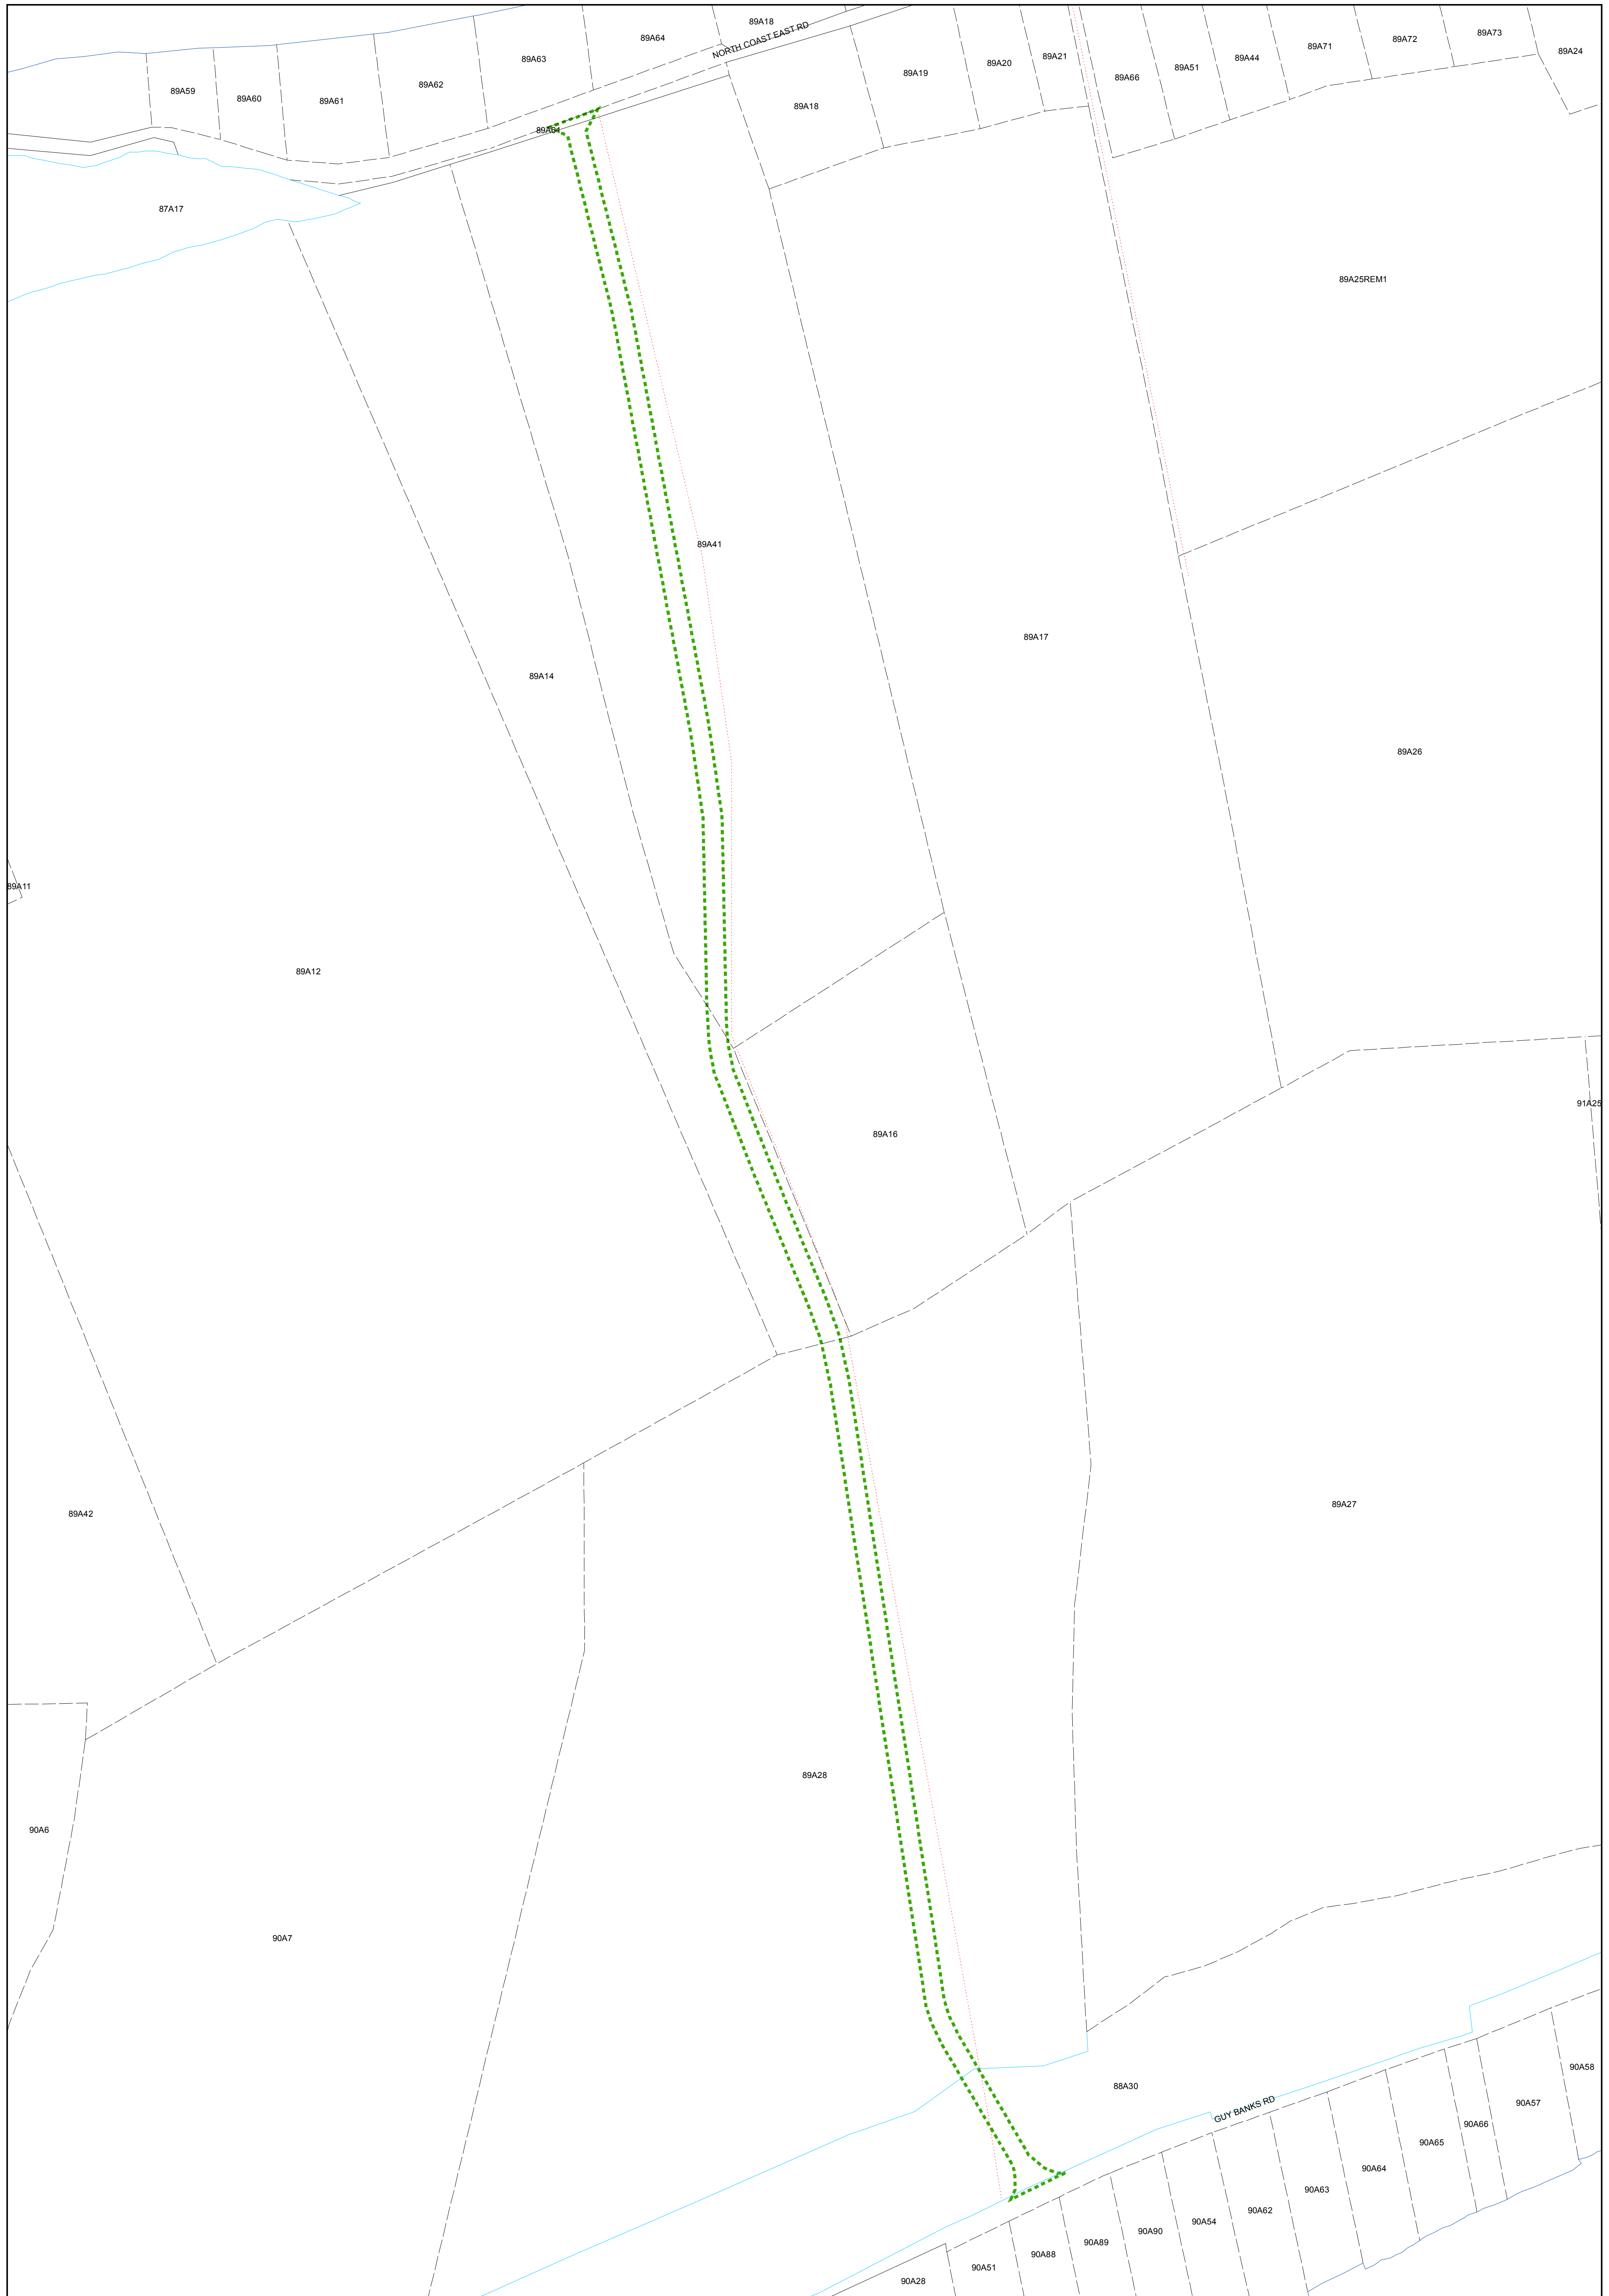 89A18
89A64
NORTH COAST EAST RD
89A63
89A62
89A59
89A60
89A61
89A64
89A18
89A19
89A20
89A21
89A66
89A51
89A44
89A71
89A72
89A73
89A24
87A17
89A25REM1
89A41
89A17
89A14
89A26
89A11
89A12
91A25
89A16
89A42
89A27
89A28
90A6
90A7
88A30
GUY BANKS RD
90A58
90A57
90A66
90A65
90A64
90A63
90A62
90A54
90A90
90A89
90A88
90A51
90A28